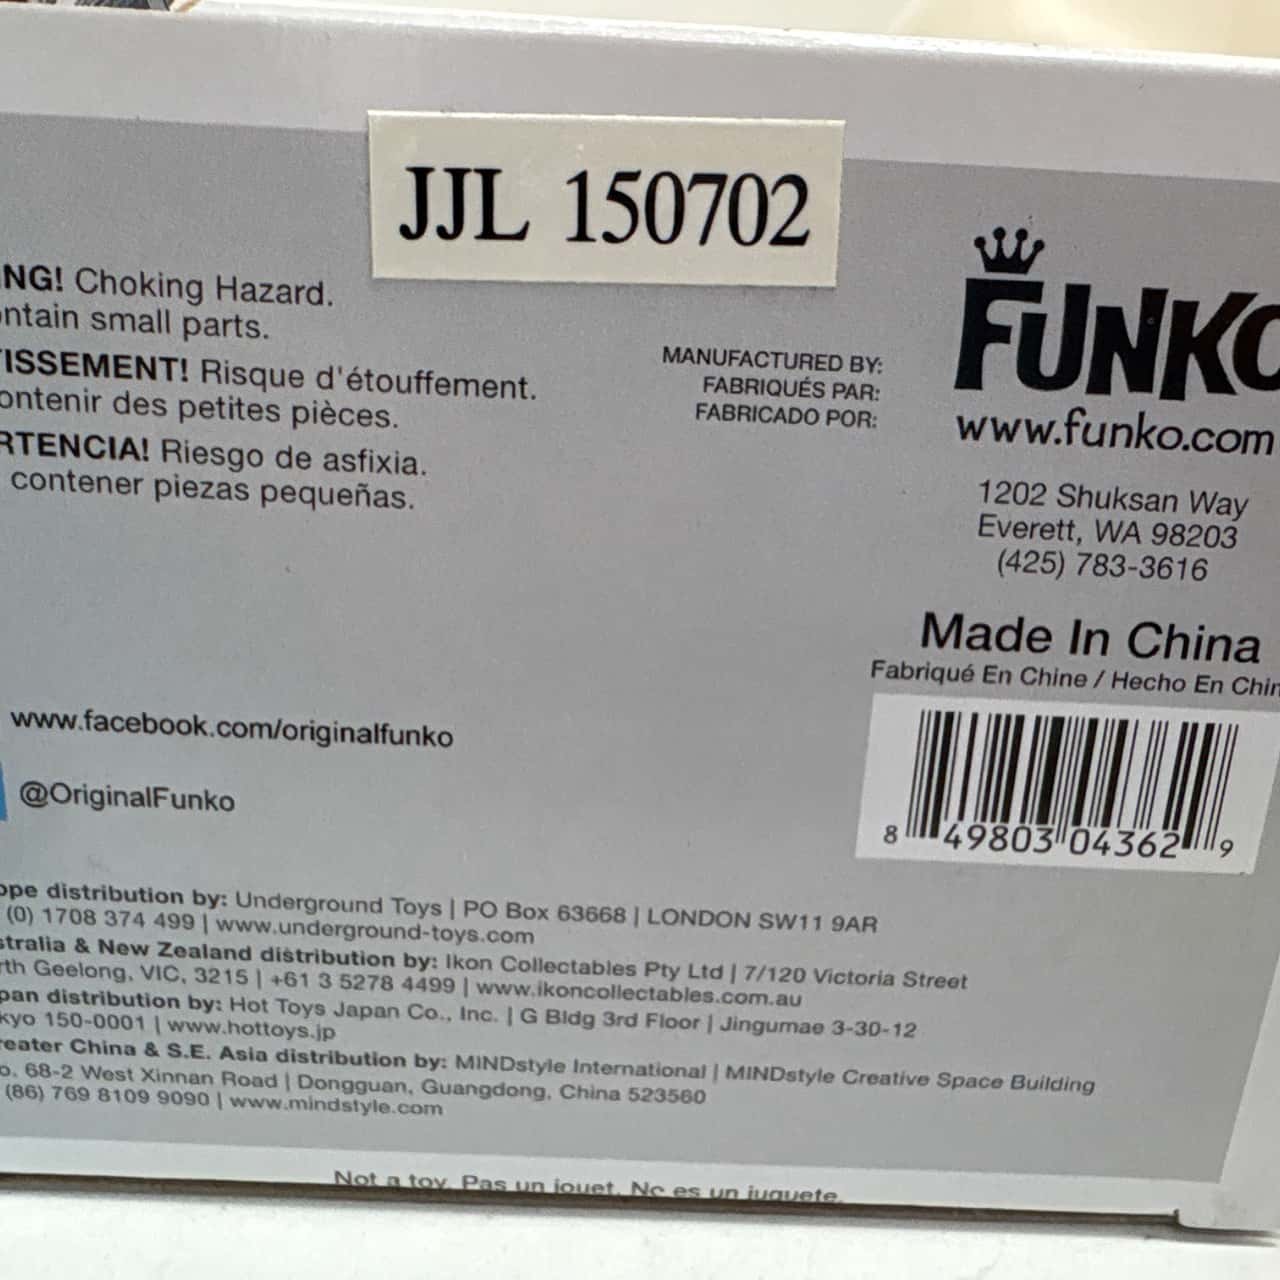 JJL 150702
NG! Choking Hazard.
ntain small parts.
TISSEMENT! Risque d'étouffement.
ontenir des petites pièces.
RTENCIA! Riesgo de asfixia.
contener piezas pequeñas.
MANUFACTURED BY:
FABRIQUÉS PAR:
FABRICADO POR:
FUNKO
www.funko.com
1202 Shuksan Way
Everett, WA 98203
(425) 783-3616
Made In China
Fabriqué En Chine / Hecho En Chin
8 49803 04362 9
www.facebook.com/originalfunko
@OriginalFunko
ope distribution by: Underground Toys | PO Box 63668 | LONDON SW11 9AR
(0) 1708 374 499 | www.underground-toys.com
stralia & New Zealand distribution by: Ikon Collectables Pty Ltd | 7/120 Victoria Street
rth Geelong, VIC, 3215 | +61 3 5278 4499 | www.ikoncollectables.com.au
pan distribution by: Hot Toys Japan Co., Inc. | G Bldg 3rd Floor | Jingumae 3-30-12
kyo 150-0001 | www.hottoys.jp
reater China & S.E. Asia distribution by: MINDstyle International | MINDstyle Creative Space Building
o. 68-2 West Xinnan Road | Dongguan, Guangdong, China 523560
(86) 769 8109 9090 | www.mindstyle.com
Not a toy. Pas un jouet. No es un juguete.